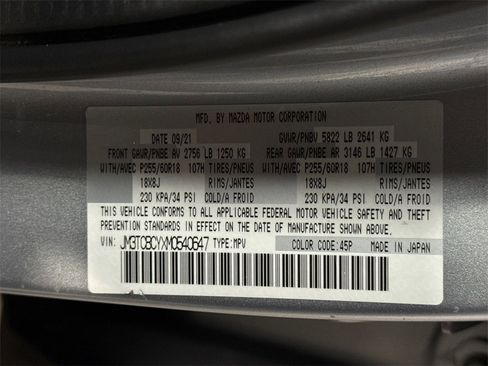 MFD. BY MAZDA MOTOR CORPORATION
DATE 09/21 GVWR/PNBV 5822 LB 2641 KG
FRONT GAWR/PNBE AV 2756 LB 1250 KG REAR GAWR/PNBE AR 3146 LB 1427 KG
WITH/AVEC P255/60R18 107H TIRES/PNEUS WITH/AVEC P255/60R18 107H TIRES/PNEUS
18X8J RIMS/JANTES 18X8J RIMS/JANTES
230 KPA/34 PSI COLD/A FROID 230 KPA/34 PSI COLD/A FROID
THIS VEHICLE CONFORMS TO ALL APPLICABLE FEDERAL MOTOR VEHICLE SAFETY AND THEFT
PREVENTION STANDARDS IN EFFECT ON THE DATE OF MANUFACTURE SHOWN ABOVE.
VIN: JM3TCBCYXM0540647 TYPE: MPV COLOR CODE: 45P MADE IN JAPAN